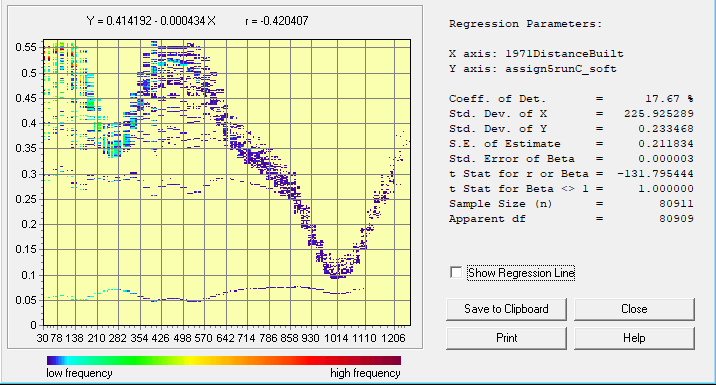 Y = 0.414192 - 0.000434 X r = -0.420407
0.55
0.5
0.45
0.4
0.35
0.3
0.25
0.2
0.15
0.1
0.05
0
30 78 138 210 282 354 426 498 570 642 714 786 858 930 1014 1110 1206
low frequency high frequency
Regression Parameters:
X axis: 1971DistanceBuilt
Y axis: assign5runC_soft
Coeff. of Det. = 17.67 %
Std. Dev. of X = 225.925289
Std. Dev. of Y = 0.233468
S.E. of Estimate = 0.211834
Std. Error of Beta = 0.000003
t Stat for r or Beta = -131.795444
t Stat for Beta <> 1 = 1.000000
Sample Size (n) = 80911
Apparent df = 80909
Show Regression Line
Save to Clipboard Close
Print Help